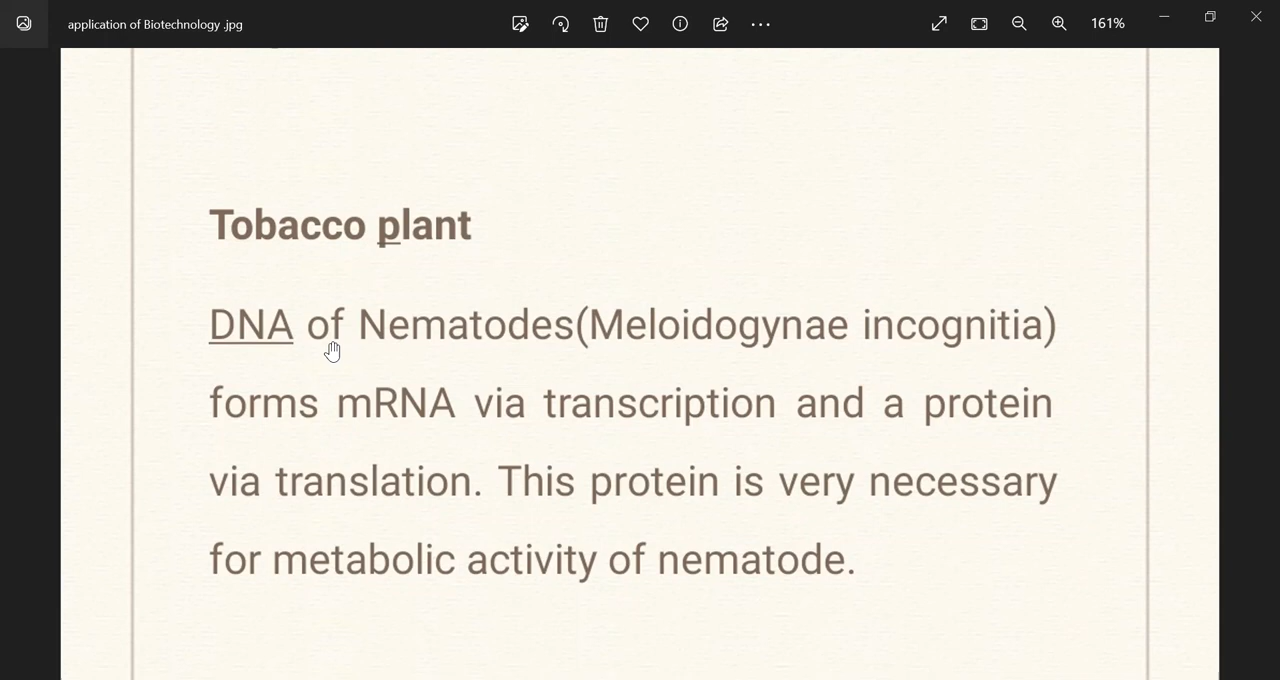 application of Biotechnology .jpg
161%
Tobacco plant
DNA of Nematodes(Meloidogynae incognitia)
forms mRNA via transcription and a protein
via translation. This protein is very necessary
for metabolic activity of nematode.